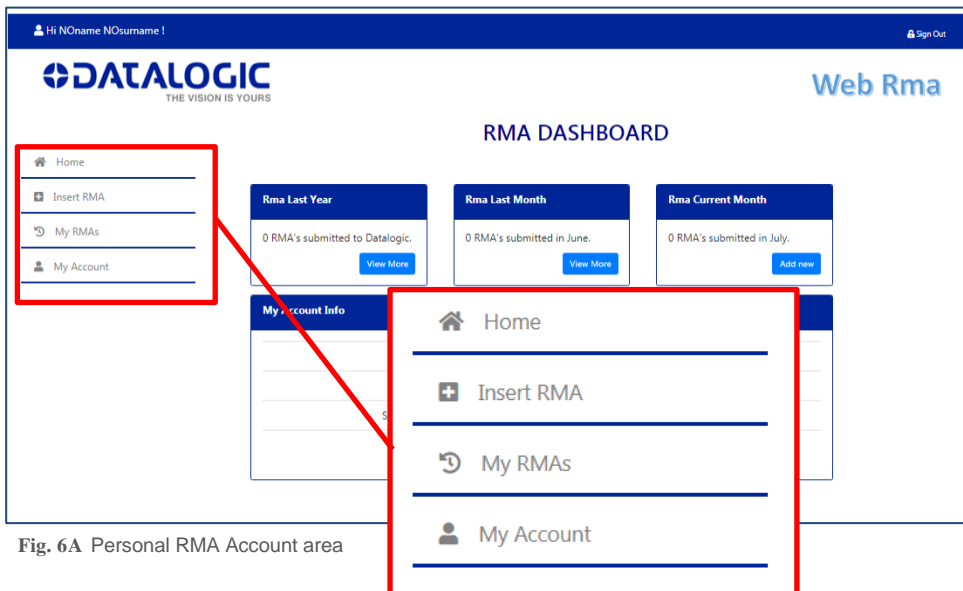 Hi NOname NOsurname !
Sign Out
DATALOGIC
THE VISION IS YOURS
Web Rma
RMA DASHBOARD
Home
Insert RMA
My RMAs
My Account
Rma Last Year
0 RMA's submitted to Datalogic.
View More
Rma Last Month
0 RMA's submitted in June.
View More
Rma Current Month
0 RMA's submitted in July.
Add new
My Account Info
S
Home
Insert RMA
My RMAs
My Account
Fig. 6A Personal RMA Account area